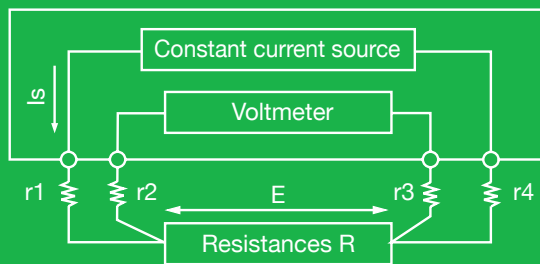 Constant current source
Is
Voltmeter
r1 r2 E r3 r4
Resistances R